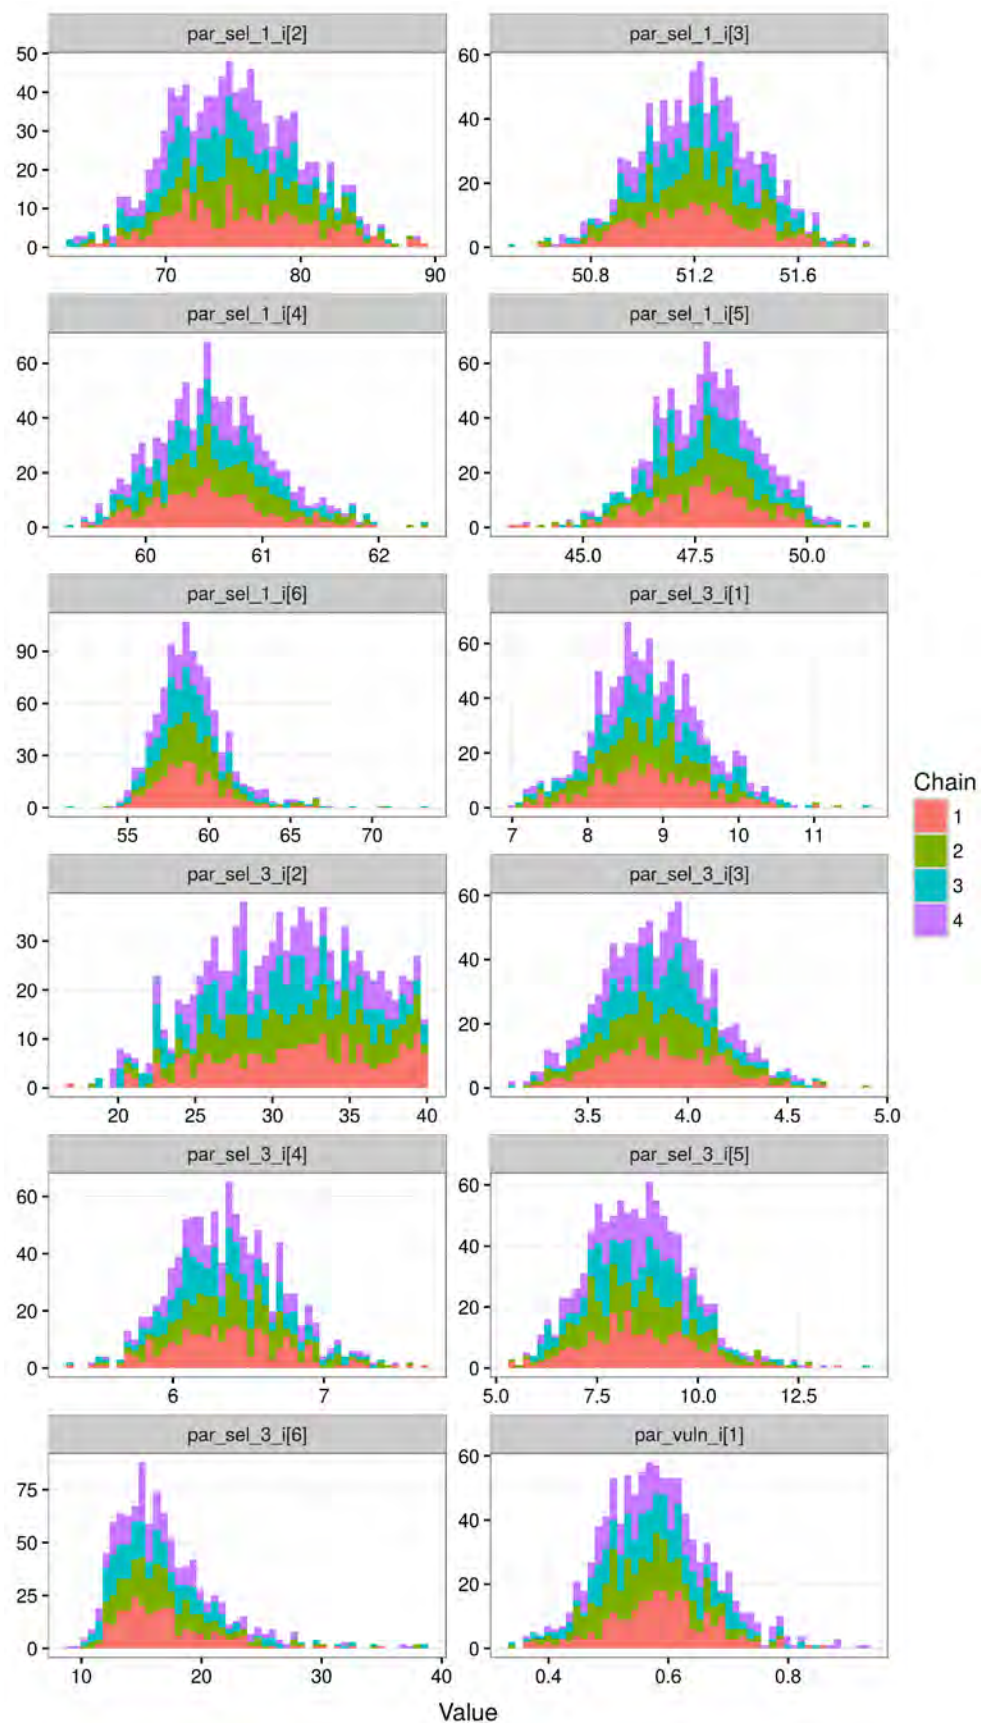 par_sel_1_i[2] par_sel_1_i[3]
50 60
40
30 40
20 20
10
0 0
70 80 90 50.8 51.2 51.6
par_sel_1_i[4] par_sel_1_i[5]
60 60
40 40
20 20
0 0
60 61 62 45.0 47.5 50.0
par_sel_1_i[6] par_sel_3_i[1]
90 60
60 40
30 20
0 0
55 60 65 70 7 8 9 10 11
Chain
1
2
3
4
par_sel_3_i[2] par_sel_3_i[3]
60
30 40
20
10 20
0 0
20 25 30 35 40 3.5 4.0 4.5 5.0
par_sel_3_i[4] par_sel_3_i[5]
60 60
40 40
20 20
0 0
6 7 5.0 7.5 10.0 12.5
par_sel_3_i[6] par_vuln_i[1]
75 60
50 40
25 20
0 0
10 20 30 40 0.4 0.6 0.8
Value